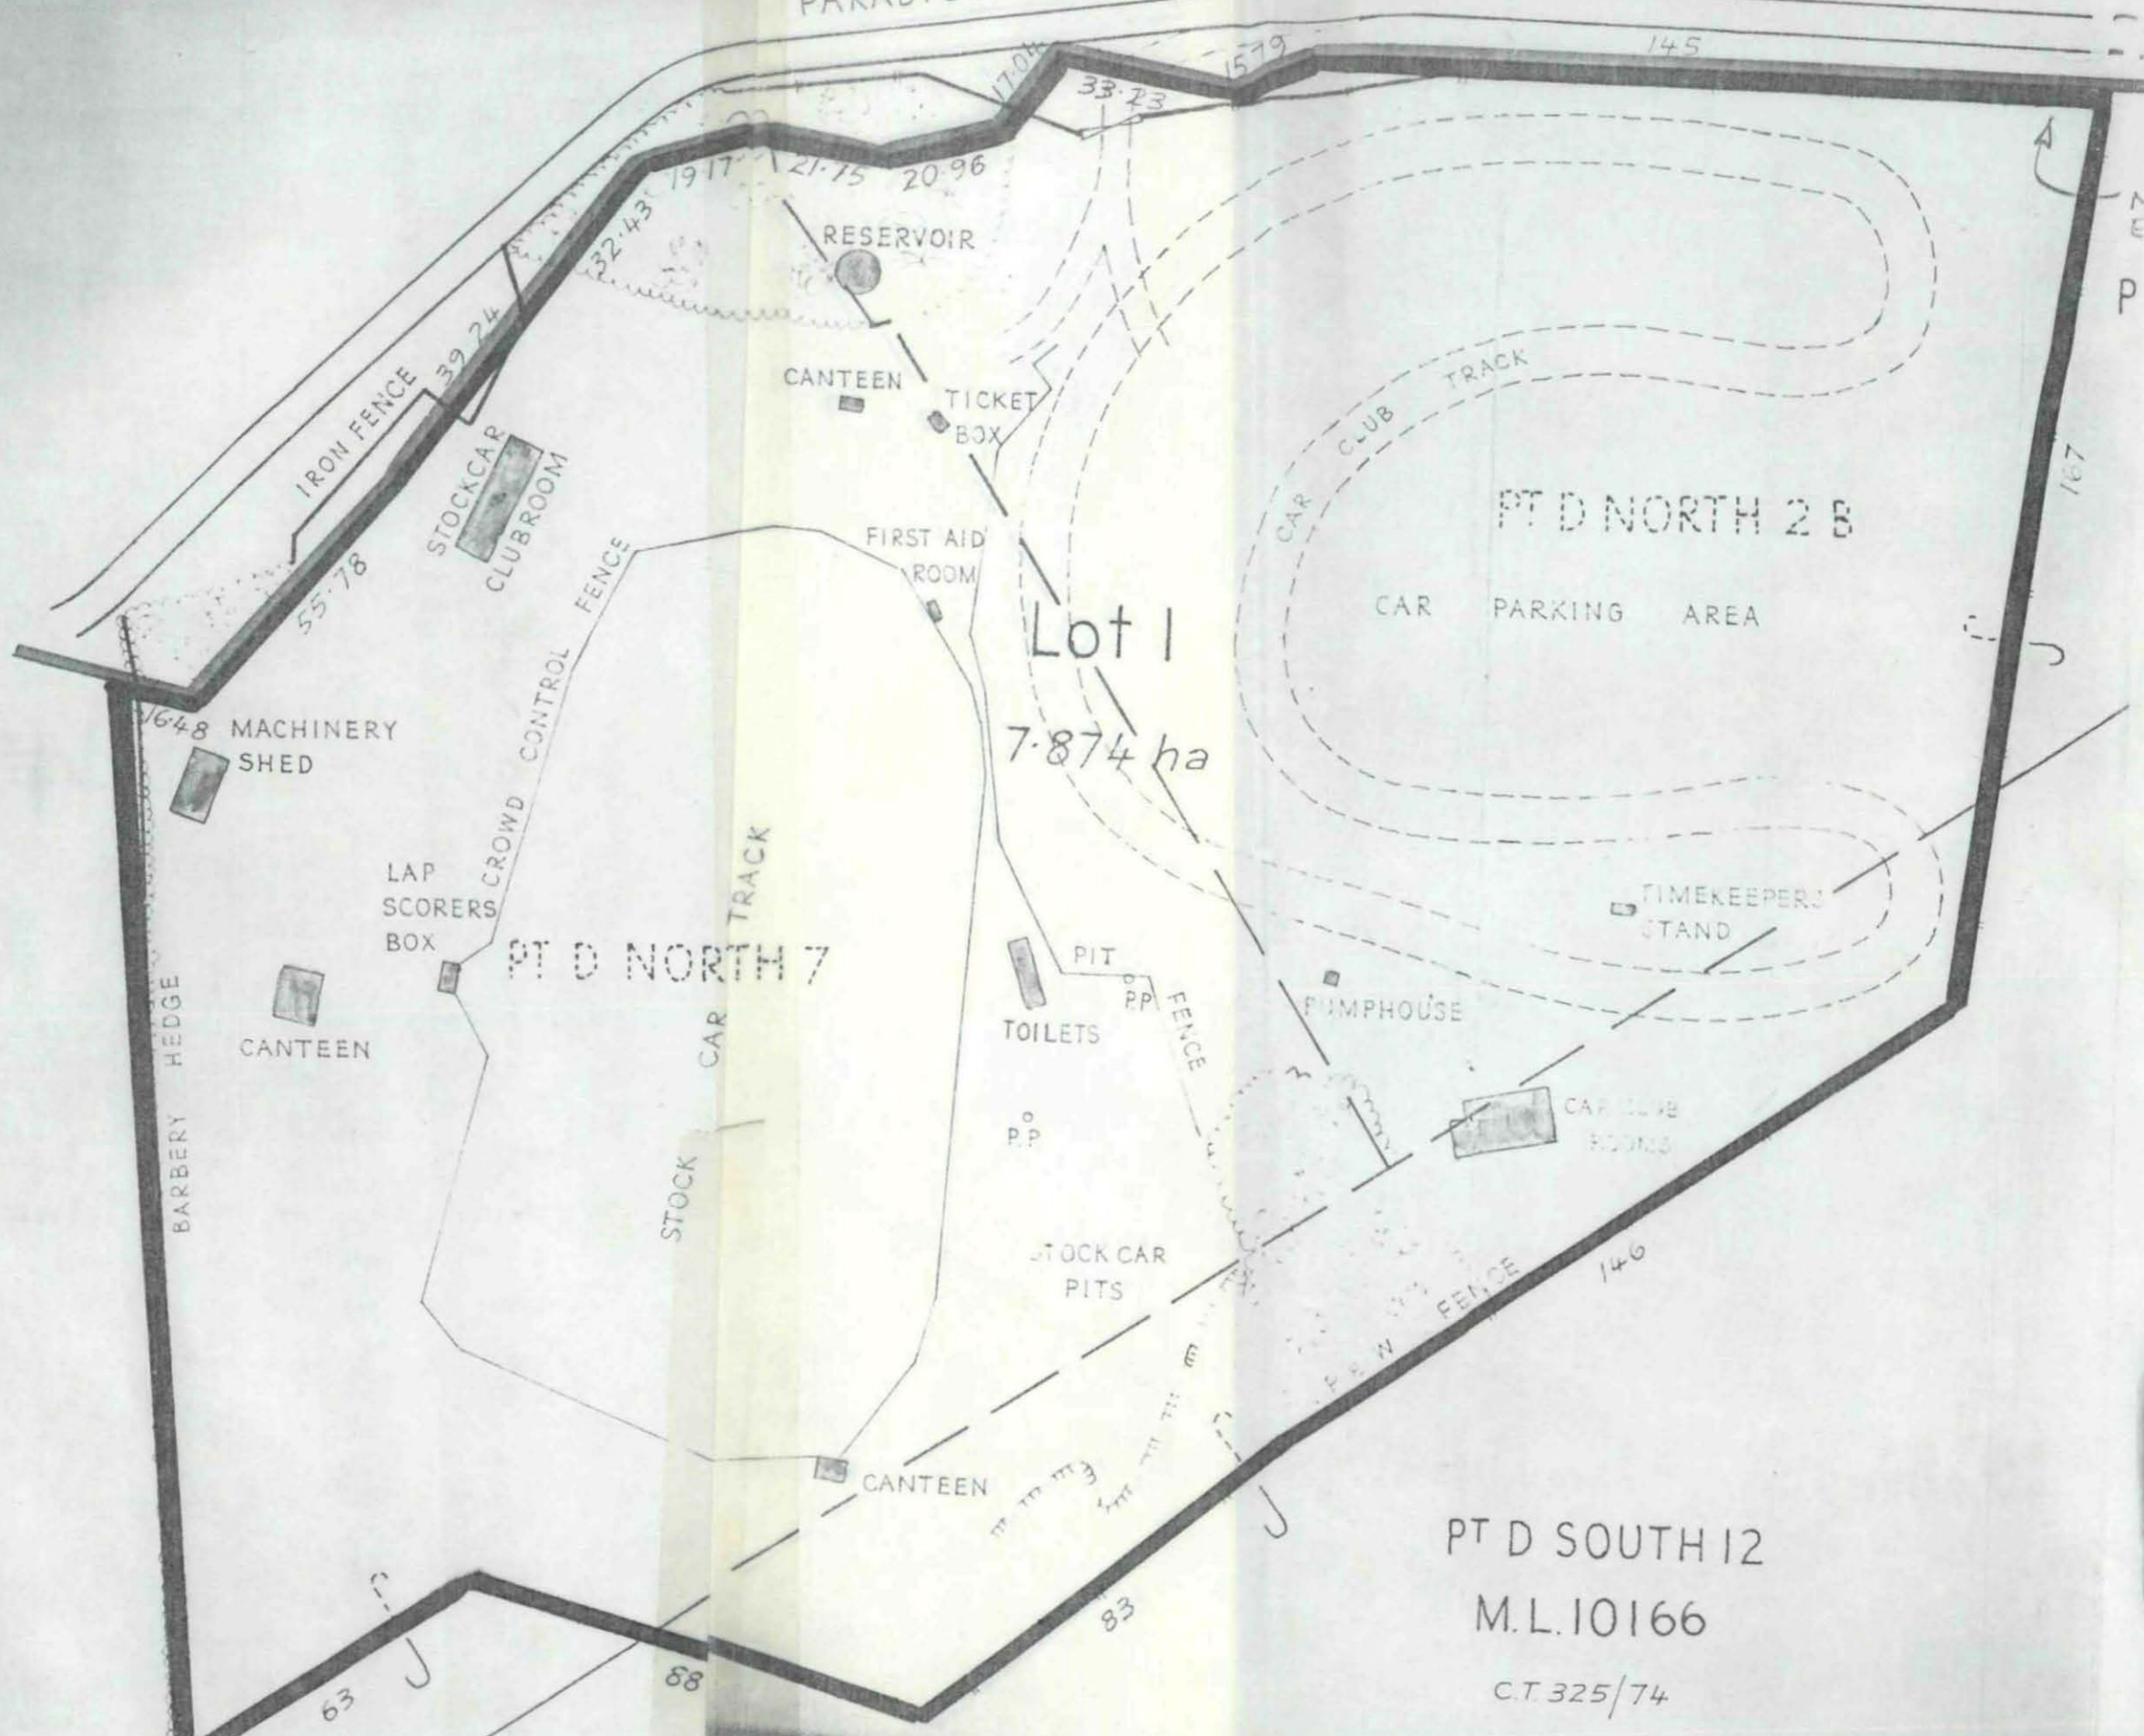 145
17·04
15·79
33·23
19·17
21·75
20·96
32·43
RESERVOIR
39·24
CANTEEN
TICKET
BOX
IRON FENCE
STOCKCAR
CLUBROOM
CAR CLUB TRACK
167
PT D NORTH 2 B
FIRST AID
ROOM
55·78
CAR PARKING AREA
Lot 1
7·874 ha
16·48
MACHINERY
SHED
CROWD CONTROL FENCE
LAP
SCORERS
BOX
PT D NORTH 7
STOCK CAR TRACK
TIMEKEEPERS
STAND
PIT FENCE
P.P
PUMPHOUSE
TOILETS
CANTEEN
BARBERY HEDGE
P.P
CAR CLUB
ROOMS
STOCK CAR
PITS
146
P & W FENCE
CANTEEN
83
88
63
PT D SOUTH 12
M.L. 10166
C.T. 325/74